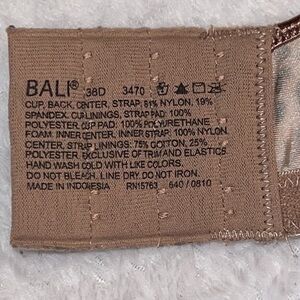 BALI® 38D 3470
CUP, BACK, CENTER, STRAP: 81% NYLON, 19%
SPANDEX. CUP LININGS, STRAP PAD: 100%
POLYESTER. CUP PAD: 100% POLYURETHANE
FOAM. INNER CENTER, INNER STRAP: 100% NYLON.
CENTER, STRAP LININGS: 75% COTTON, 25%
POLYESTER. EXCLUSIVE OF TRIM AND ELASTICS.
HAND WASH COLD WITH LIKE COLORS.
DO NOT BLEACH. LINE DRY. DO NOT IRON.
MADE IN INDONESIA RN15763 640 / 0810